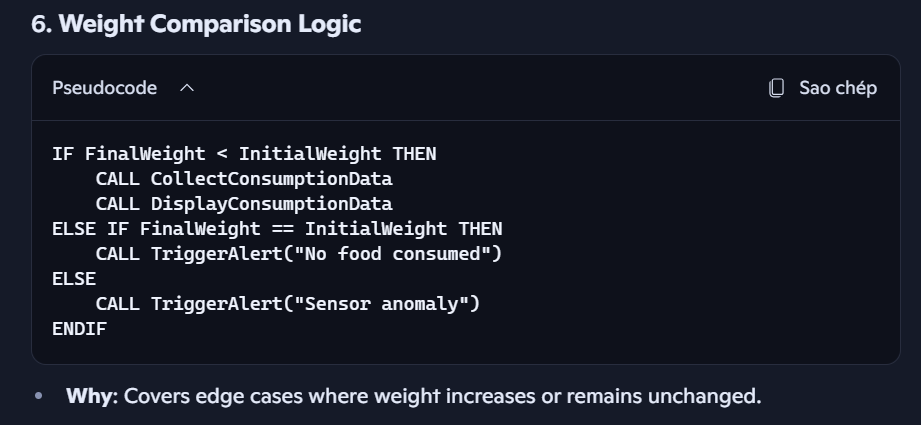 6. Weight Comparison Logic
Pseudocode
Sao chép
IF FinalWeight < InitialWeight THEN
    CALL CollectConsumptionData
    CALL DisplayConsumptionData
ELSE IF FinalWeight == InitialWeight THEN
    CALL TriggerAlert("No food consumed")
ELSE
    CALL TriggerAlert("Sensor anomaly")
ENDIF
• Why: Covers edge cases where weight increases or remains unchanged.